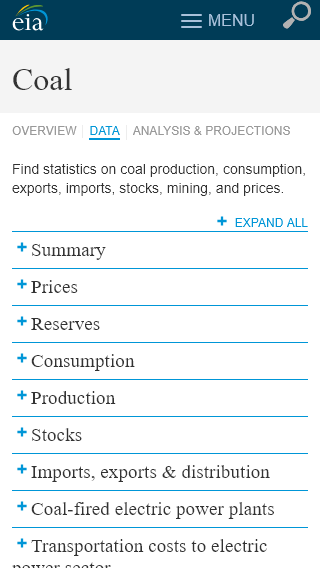 eia
MENU
Coal
OVERVIEW DATA ANALYSIS & PROJECTIONS
Find statistics on coal production, consumption,
exports, imports, stocks, mining, and prices.
+ EXPAND ALL
+ Summary
+ Prices
+ Reserves
+ Consumption
+ Production
+ Stocks
+ Imports, exports & distribution
+ Coal-fired electric power plants
+ Transportation costs to electric
power sector